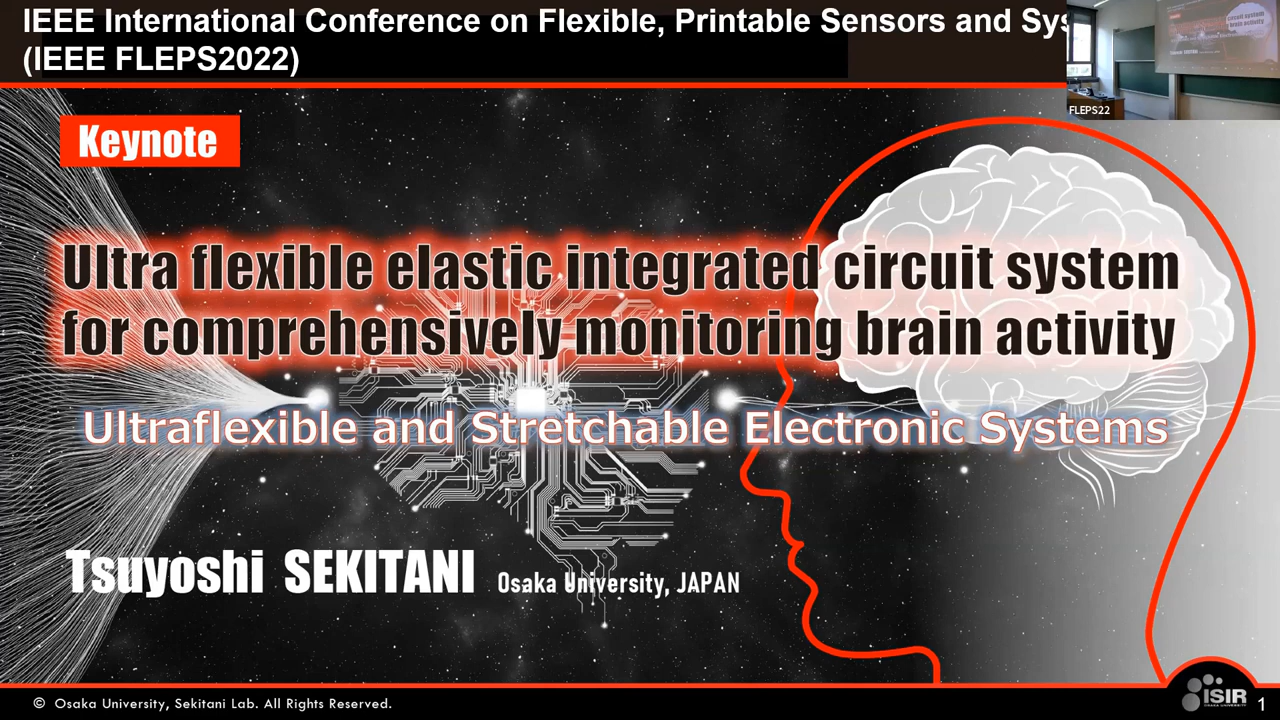 IEEE International Conference on Flexible, Printable Sensors and Sys
(IEEE FLEPS2022)
FLEPS22
Keynote
Ultra flexible elastic integrated circuit system
for comprehensively monitoring brain activity
Ultraflexible and Stretchable Electronic Systems
Tsuyoshi SEKITANI Osaka University, JAPAN
© Osaka University, Sekitani Lab. All Rights Reserved.
ISIR
OSAKA UNIVERSITY
1